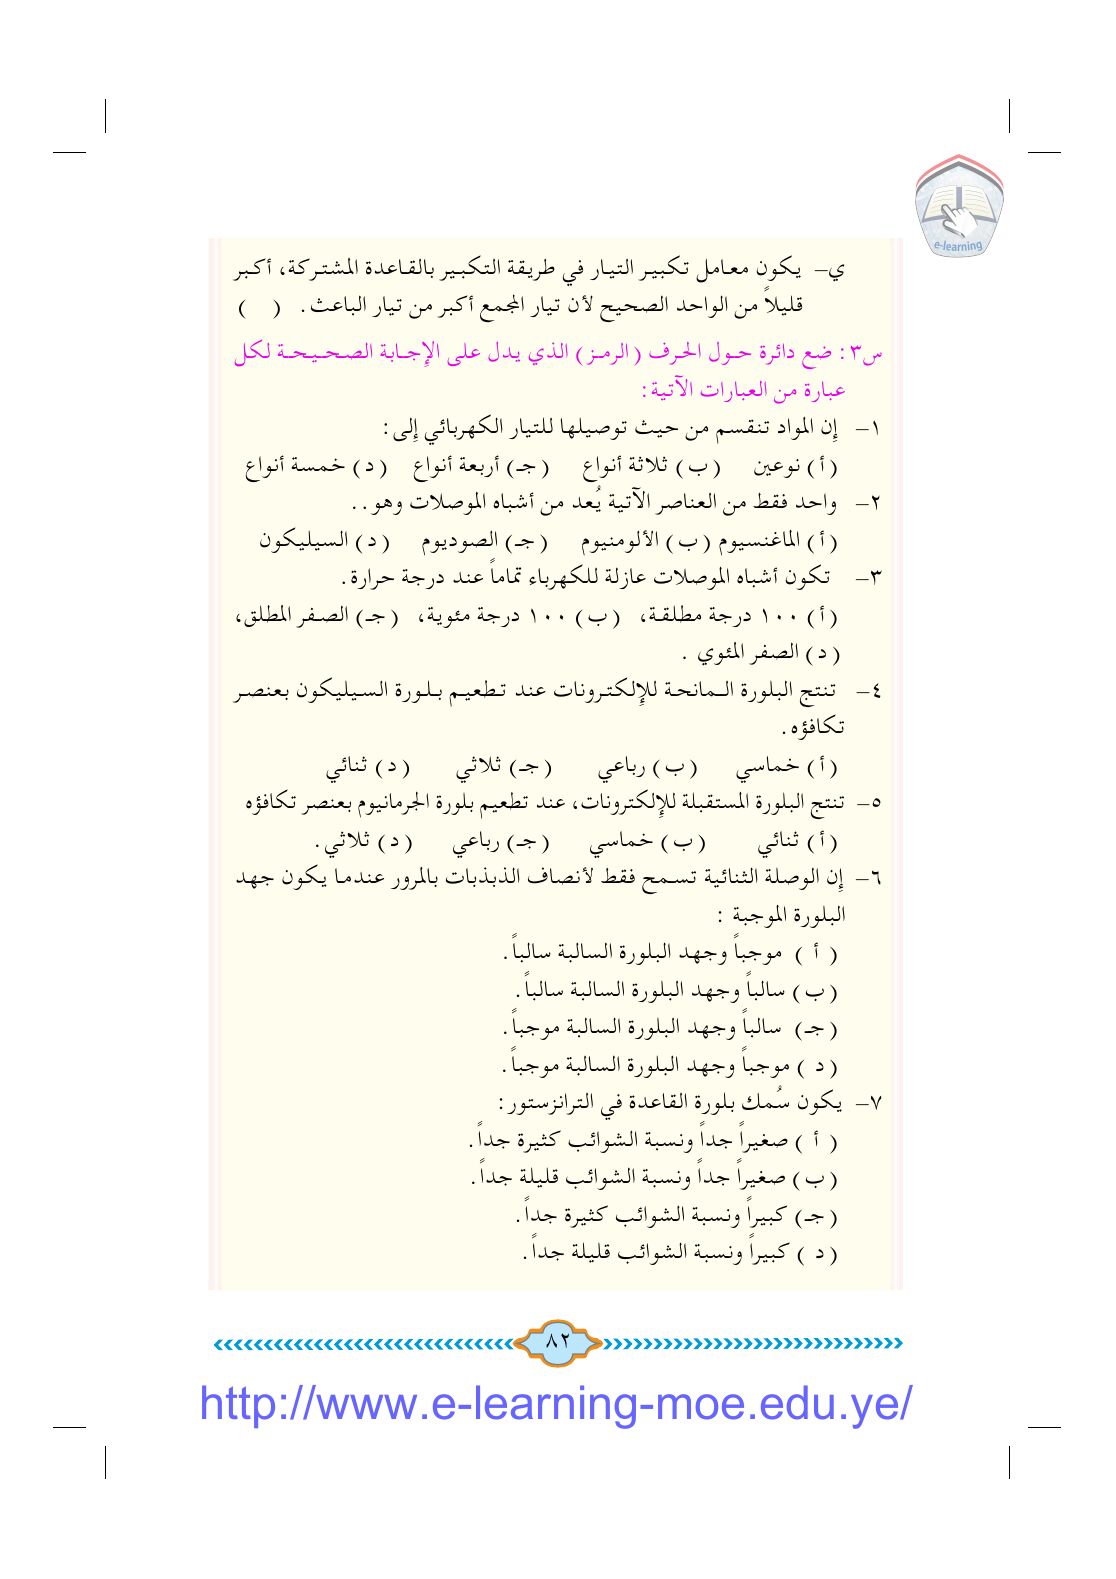 e-learning
ي– يكون معامل تكبير التيار في طريقة التكبير بالقاعدة المشتركة، أكبر
قليلاً من الواحد الصحيح لأن تيار المجمع أكبر من تيار الباعث. ( )
س٣: ضع دائرة حول الحرف (الرمز) الذي يدل على الإجابة الصحيحة لكل
عبارة من العبارات الآتية:
١– إن المواد تنقسم من حيث توصيلها للتيار الكهربائي إلى:
(أ) نوعين (ب) ثلاثة أنواع (جـ) أربعة أنواع (د) خمسة أنواع
٢– واحد فقط من العناصر الآتية يُعد من أشباه الموصلات وهو..
(أ) الماغنسيوم (ب) الألومنيوم (جـ) الصوديوم (د) السيليكون
٣– تكون أشباه الموصلات عازلة للكهرباء تماماً عند درجة حرارة.
(أ) ١٠٠ درجة مطلقة، (ب) ١٠٠ درجة مئوية، (جـ) الصفر المطلق،
(د) الصفر المئوي .
٤– تنتج البلورة المانحة للإلكترونات عند تطعيم بلورة السيليكون بعنصر
تكافؤه.
(أ) خماسي (ب) رباعي (جـ) ثلاثي (د) ثنائي
٥– تنتج البلورة المستقبلة للإلكترونات، عند تطعيم بلورة الجرمانيوم بعنصر تكافؤه
(أ) ثنائي (ب) خماسي (جـ) رباعي (د) ثلاثي.
٦– إن الوصلة الثنائية تسمح فقط لأنصاف الذبذبات بالمرور عندما يكون جهد
البلورة الموجبة :
( أ ) موجباً وجهد البلورة السالبة سالباً.
(ب) سالباً وجهد البلورة السالبة سالباً.
(جـ) سالباً وجهد البلورة السالبة موجباً.
( د ) موجباً وجهد البلورة السالبة موجباً.
٧– يكون سُمك بلورة القاعدة في الترانزستور:
( أ ) صغيراً جداً ونسبة الشوائب كثيرة جداً.
(ب) صغيراً جداً ونسبة الشوائب قليلة جداً.
(جـ) كبيراً ونسبة الشوائب كثيرة جداً.
( د ) كبيراً ونسبة الشوائب قليلة جداً.
٨٢
http://www.e-learning-moe.edu.ye/